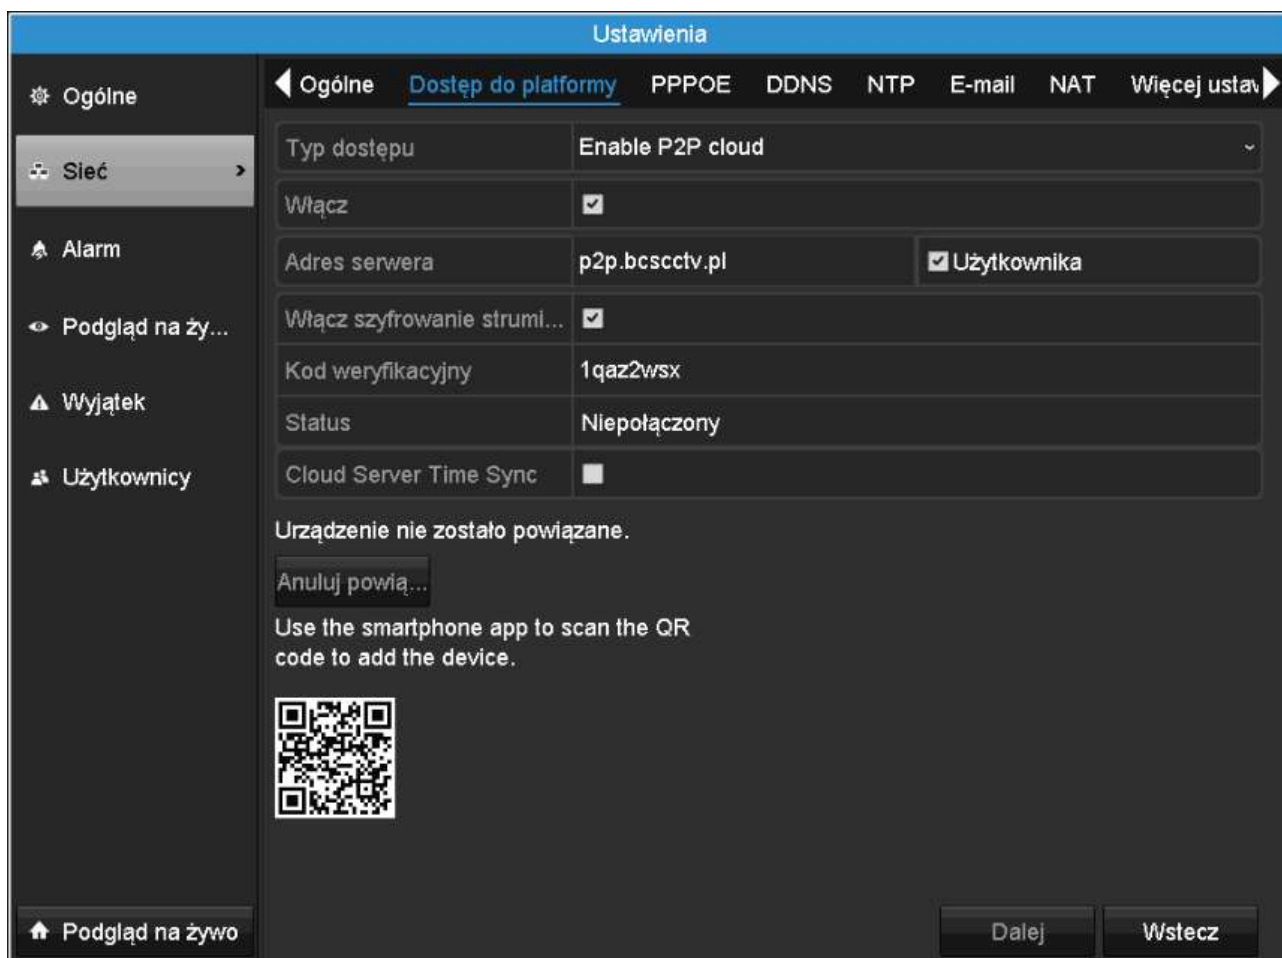 Ustawienia
Ogólne
Sieć
Alarm
Podgląd na ży...
Wyjątek
Użytkownicy
Podgląd na żywo
Ogólne Dostęp do platformy PPPOE DDNS NTP E-mail NAT Więcej ustaw
Typ dostępu Enable P2P cloud
Włącz
Adres serwera p2p.bcscctv.pl Użytkownika
Włącz szyfrowanie strumi...
Kod weryfikacyjny 1qaz2wsx
Status Niepołączony
Cloud Server Time Sync
Urządzenie nie zostało powiązane.
Anuluj powią...
Use the smartphone app to scan the QR
code to add the device.
Dalej Wstecz